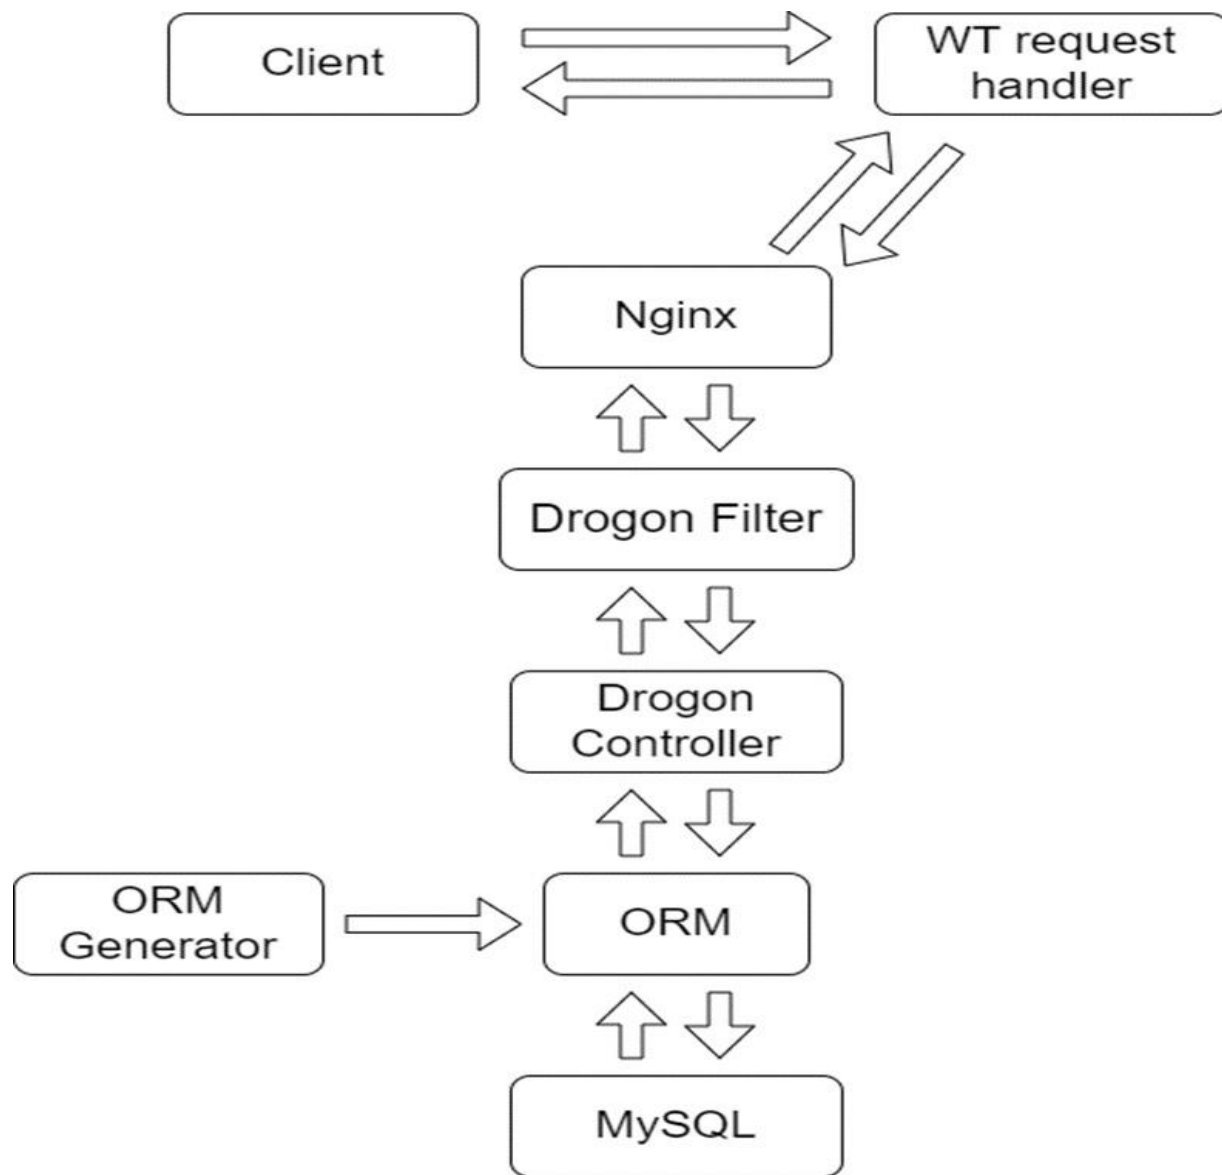 Client
WT request
handler
Nginx
Drogon Filter
Drogon
Controller
ORM
Generator
ORM
MySQL